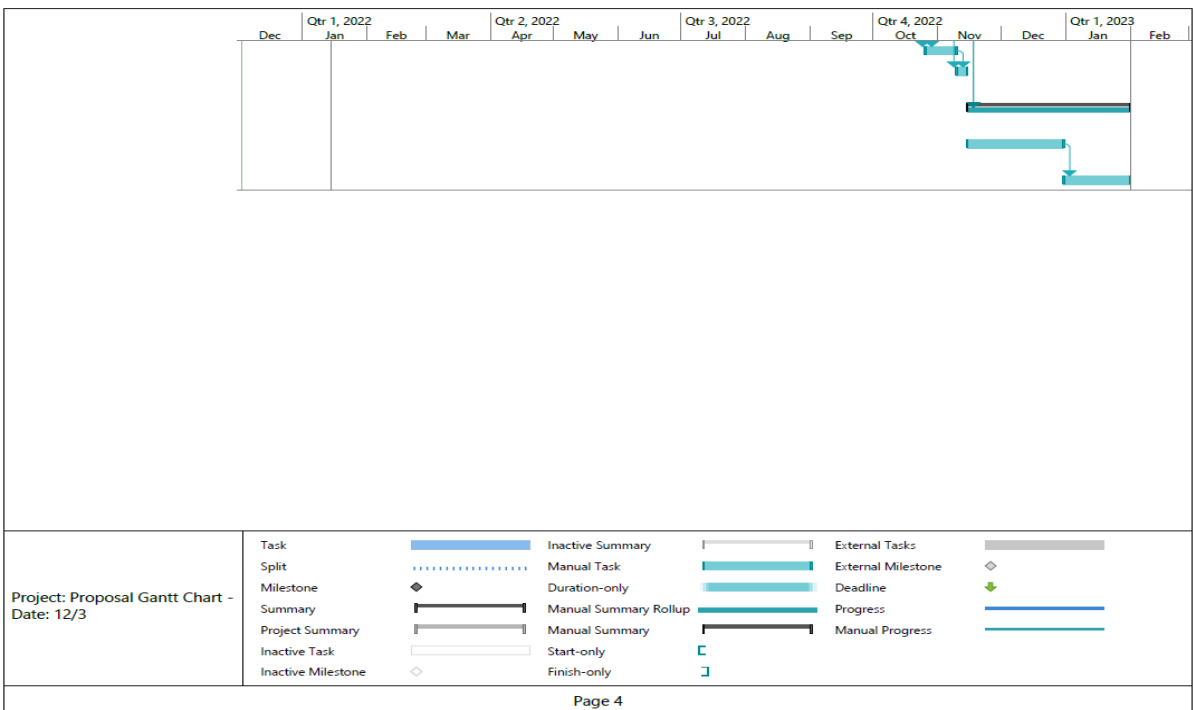 Qtr 1, 2022 Qtr 2, 2022 Qtr 3, 2022 Qtr 4, 2022 Qtr 1, 2023
Dec Jan Feb Mar Apr May Jun Jul Aug Sep Oct Nov Dec Jan Feb
Project: Proposal Gantt Chart -
Date: 12/3
Task Inactive Summary External Tasks
Split Manual Task External Milestone
Milestone Duration-only Deadline
Summary Manual Summary Rollup Progress
Project Summary Manual Summary Manual Progress
Inactive Task Start-only
Inactive Milestone Finish-only
Page 4